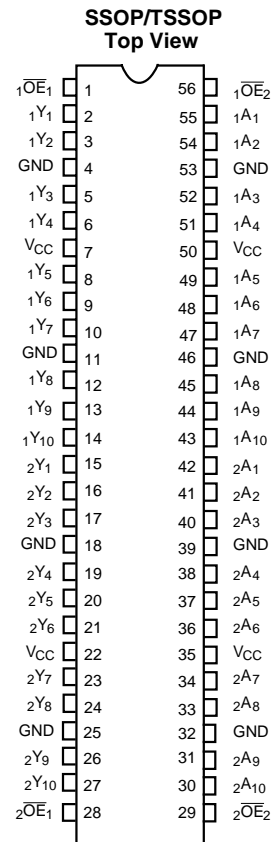 SSOP/TSSOP
Top View
1OE1 1 56 1OE2
1Y1 2 55 1A1
1Y2 3 54 1A2
GND 4 53 GND
1Y3 5 52 1A3
1Y4 6 51 1A4
VCC 7 50 VCC
1Y5 8 49 1A5
1Y6 9 48 1A6
1Y7 10 47 1A7
GND 11 46 GND
1Y8 12 45 1A8
1Y9 13 44 1A9
1Y10 14 43 1A10
2Y1 15 42 2A1
2Y2 16 41 2A2
2Y3 17 40 2A3
GND 18 39 GND
2Y4 19 38 2A4
2Y5 20 37 2A5
2Y6 21 36 2A6
VCC 22 35 VCC
2Y7 23 34 2A7
2Y8 24 33 2A8
GND 25 32 GND
2Y9 26 31 2A9
2Y10 27 30 2A10
2OE1 28 29 2OE2